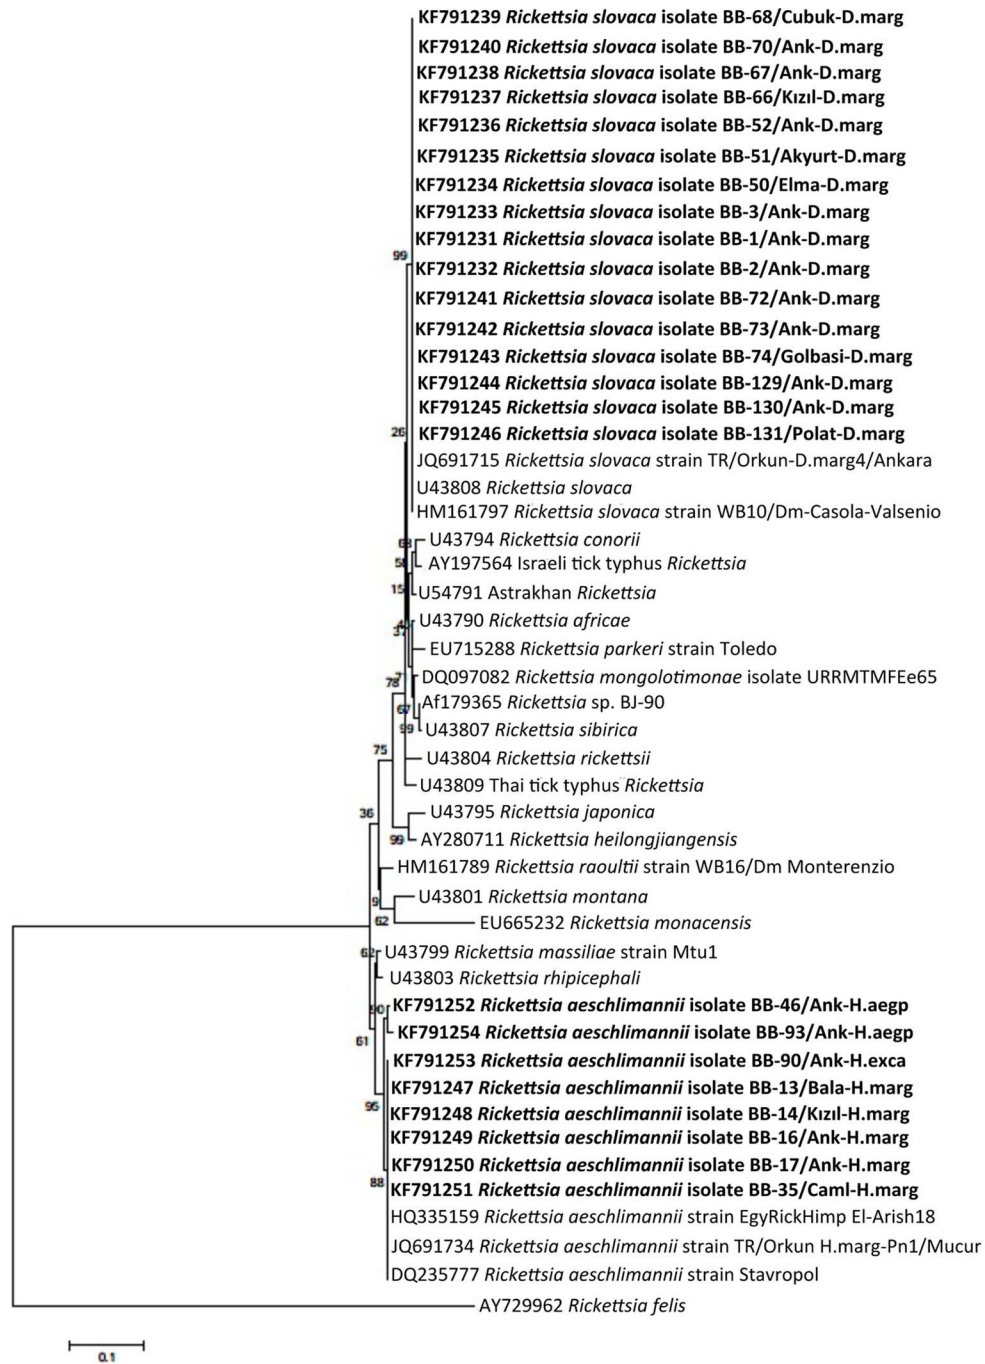 KF791239 Rickettsia slovaca isolate BB-68/Cubuk-D.marg
KF791240 Rickettsia slovaca isolate BB-70/Ank-D.marg
KF791238 Rickettsia slovaca isolate BB-67/Ank-D.marg
KF791237 Rickettsia slovaca isolate BB-66/Kızıl-D.marg
KF791236 Rickettsia slovaca isolate BB-52/Ank-D.marg
KF791235 Rickettsia slovaca isolate BB-51/Akyurt-D.marg
KF791234 Rickettsia slovaca isolate BB-50/Elma-D.marg
KF791233 Rickettsia slovaca isolate BB-3/Ank-D.marg
KF791231 Rickettsia slovaca isolate BB-1/Ank-D.marg
99
KF791232 Rickettsia slovaca isolate BB-2/Ank-D.marg
KF791241 Rickettsia slovaca isolate BB-72/Ank-D.marg
KF791242 Rickettsia slovaca isolate BB-73/Ank-D.marg
KF791243 Rickettsia slovaca isolate BB-74/Golbasi-D.marg
KF791244 Rickettsia slovaca isolate BB-129/Ank-D.marg
KF791245 Rickettsia slovaca isolate BB-130/Ank-D.marg
26
KF791246 Rickettsia slovaca isolate BB-131/Polat-D.marg
JQ691715 Rickettsia slovaca strain TR/Orkun-D.marg4/Ankara
U43808 Rickettsia slovaca
HM161797 Rickettsia slovaca strain WB10/Dm-Casola-Valsenio
U43794 Rickettsia conorii
AY197564 Israeli tick typhus Rickettsia
15
U54791 Astrakhan Rickettsia
U43790 Rickettsia africae
37
EU715288 Rickettsia parkeri strain Toledo
78
DQ097082 Rickettsia mongolotimonae isolate URRMTMFEe65
Af179365 Rickettsia sp. BJ-90
67
99
U43807 Rickettsia sibirica
75
U43804 Rickettsia rickettsii
U43809 Thai tick typhus Rickettsia
36
U43795 Rickettsia japonica
99
AY280711 Rickettsia heilongjiangensis
HM161789 Rickettsia raoultii strain WB16/Dm Monterenzio
9
U43801 Rickettsia montana
62
EU665232 Rickettsia monacensis
U43799 Rickettsia massiliae strain Mtu1
U43803 Rickettsia rhipicephali
90
KF791252 Rickettsia aeschlimannii isolate BB-46/Ank-H.aegp
61
KF791254 Rickettsia aeschlimannii isolate BB-93/Ank-H.aegp
KF791253 Rickettsia aeschlimannii isolate BB-90/Ank-H.exca
KF791247 Rickettsia aeschlimannii isolate BB-13/Bala-H.marg
95
KF791248 Rickettsia aeschlimannii isolate BB-14/Kızıl-H.marg
KF791249 Rickettsia aeschlimannii isolate BB-16/Ank-H.marg
KF791250 Rickettsia aeschlimannii isolate BB-17/Ank-H.marg
88
KF791251 Rickettsia aeschlimannii isolate BB-35/Caml-H.marg
HQ335159 Rickettsia aeschlimannii strain EgyRickHimp El-Arish18
JQ691734 Rickettsia aeschlimannii strain TR/Orkun H.marg-Pn1/Mucur
DQ235777 Rickettsia aeschlimannii strain Stavropol
AY729962 Rickettsia felis
0.1